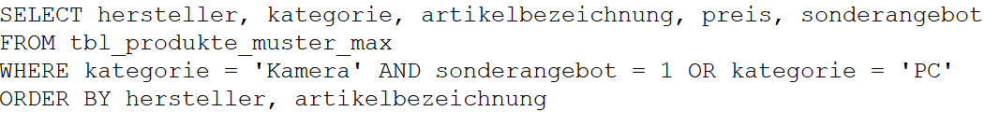 SELECT hersteller, kategorie, artikelbezeichnung, preis, sonderangebot
FROM tbl_produkte_muster_max
WHERE kategorie = 'Kamera' AND sonderangebot = 1 OR kategorie = 'PC'
ORDER BY hersteller, artikelbezeichnung